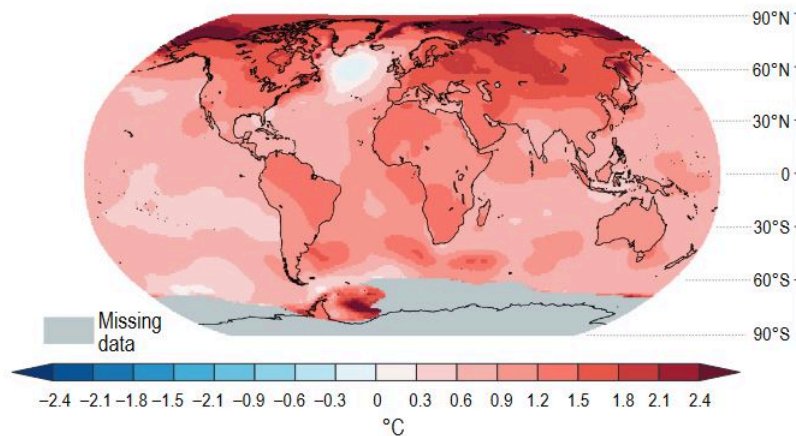 90°N
60°N
30°N
0
30°S
60°S
90°S
Missing
data
–2.4 –2.1 –1.8 –1.5 –2.1 –0.9 –0.6 –0.3 0 0.3 0.6 0.9 1.2 1.5 1.8 2.1 2.4
°C